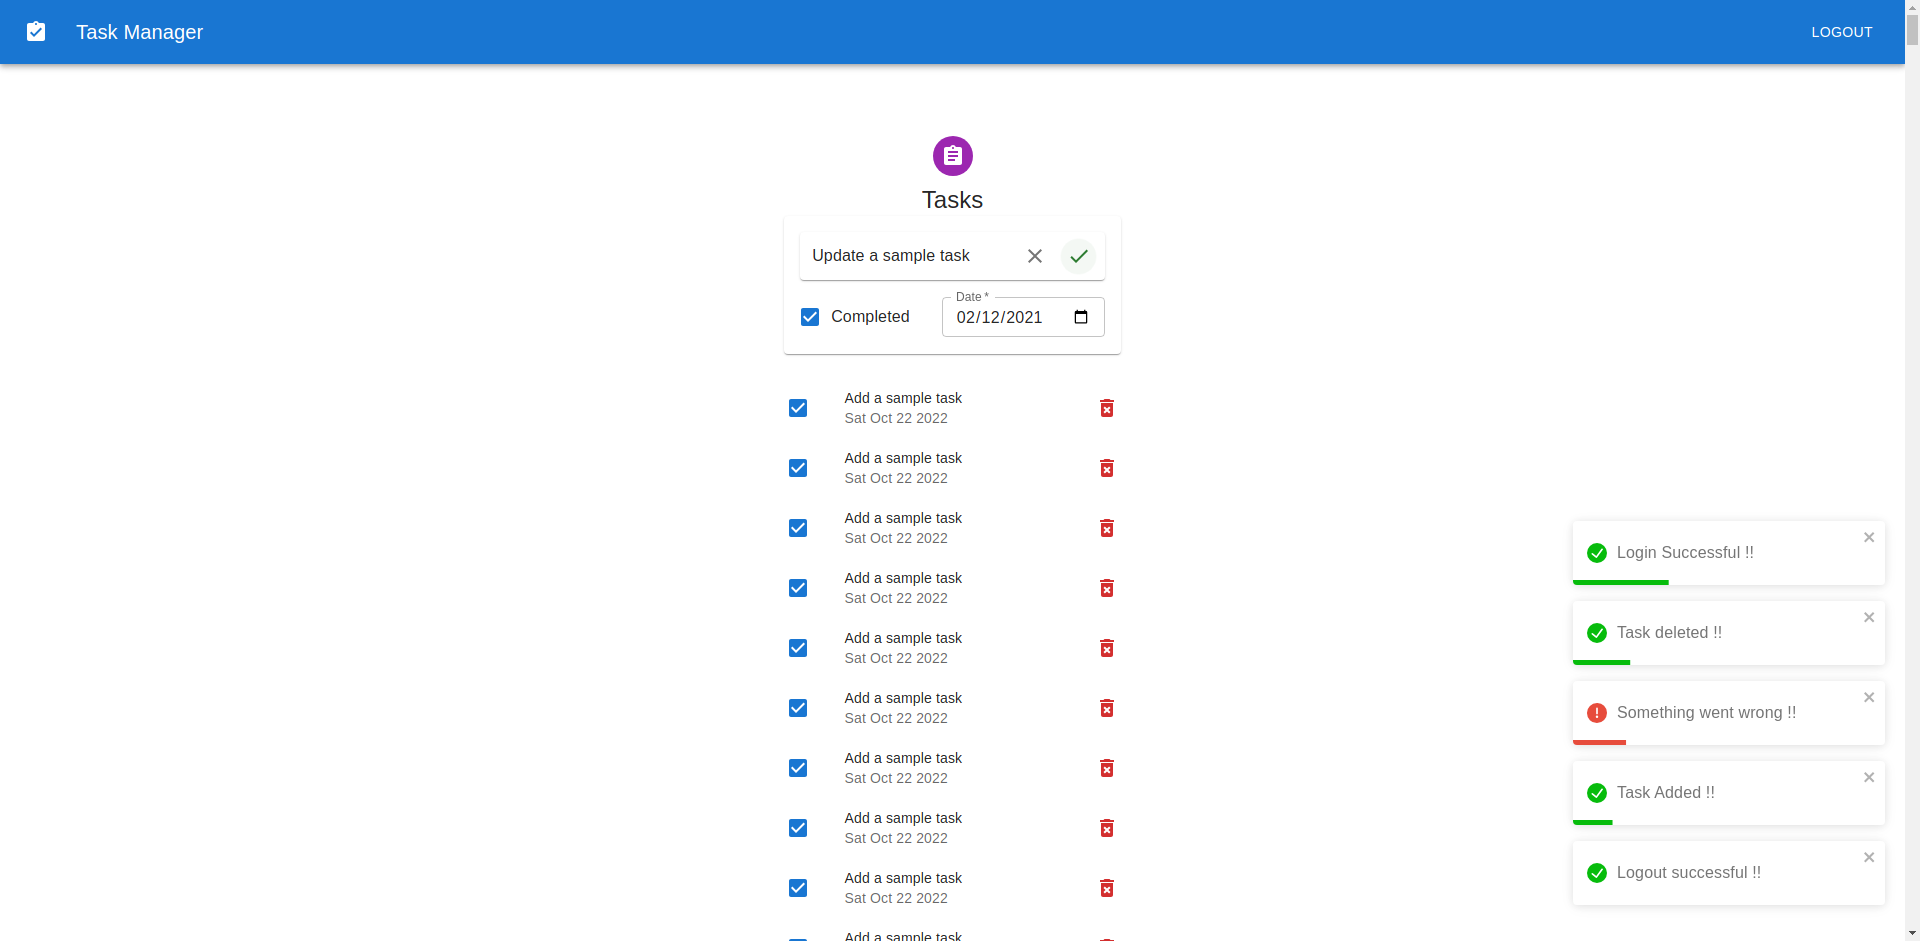 Task Manager
LOGOUT
Tasks
Update a sample task
Completed
Date *
02/12/2021
Add a sample task
Sat Oct 22 2022
Add a sample task
Sat Oct 22 2022
Add a sample task
Sat Oct 22 2022
Add a sample task
Sat Oct 22 2022
Add a sample task
Sat Oct 22 2022
Add a sample task
Sat Oct 22 2022
Add a sample task
Sat Oct 22 2022
Add a sample task
Sat Oct 22 2022
Add a sample task
Sat Oct 22 2022
Add a sample task
Login Successful !!
Task deleted !!
Something went wrong !!
Task Added !!
Logout successful !!